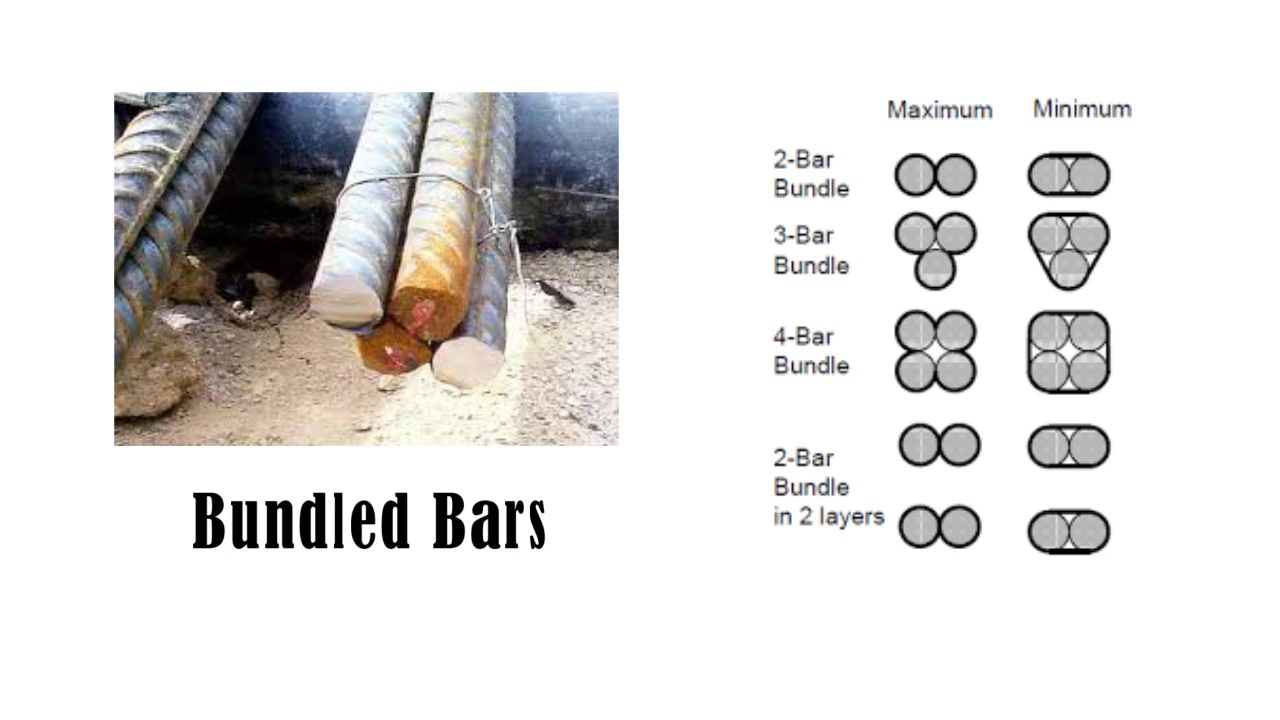 Maximum Minimum
2-Bar
Bundle
3-Bar
Bundle
4-Bar
Bundle
2-Bar
Bundle
in 2 layers
Bundled Bars